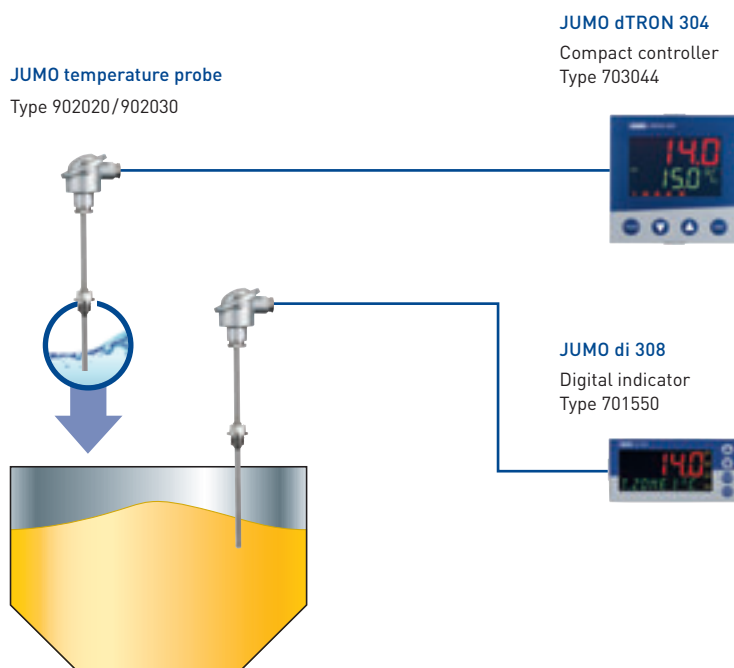 JUMO dTRON 304
Compact controller
Type 703044
JUMO temperature probe
Type 902020/902030
14.0
15.0 °C
JUMO di 308
Digital indicator
Type 701550
14.0